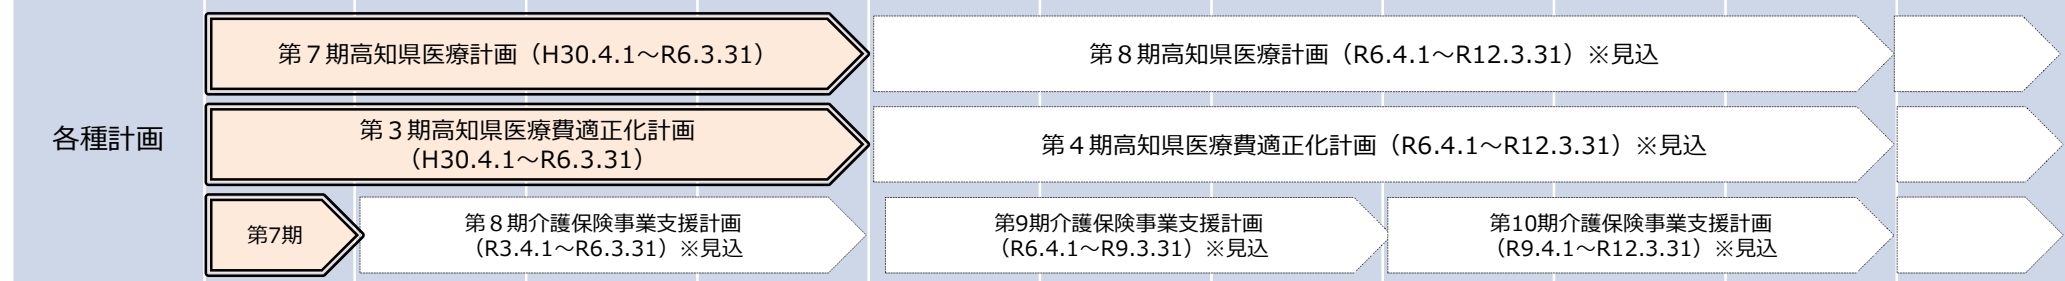 各種計画
第７期高知県医療計画（H30.4.1～R6.3.31）
第８期高知県医療計画（R6.4.1～R12.3.31）※見込
第３期高知県医療費適正化計画
（H30.4.1～R6.3.31）
第４期高知県医療費適正化計画（R6.4.1～R12.3.31）※見込
第7期
第８期介護保険事業支援計画
（R3.4.1～R6.3.31）※見込
第9期介護保険事業支援計画
（R6.4.1～R9.3.31）※見込
第10期介護保険事業支援計画
（R9.4.1～R12.3.31）※見込